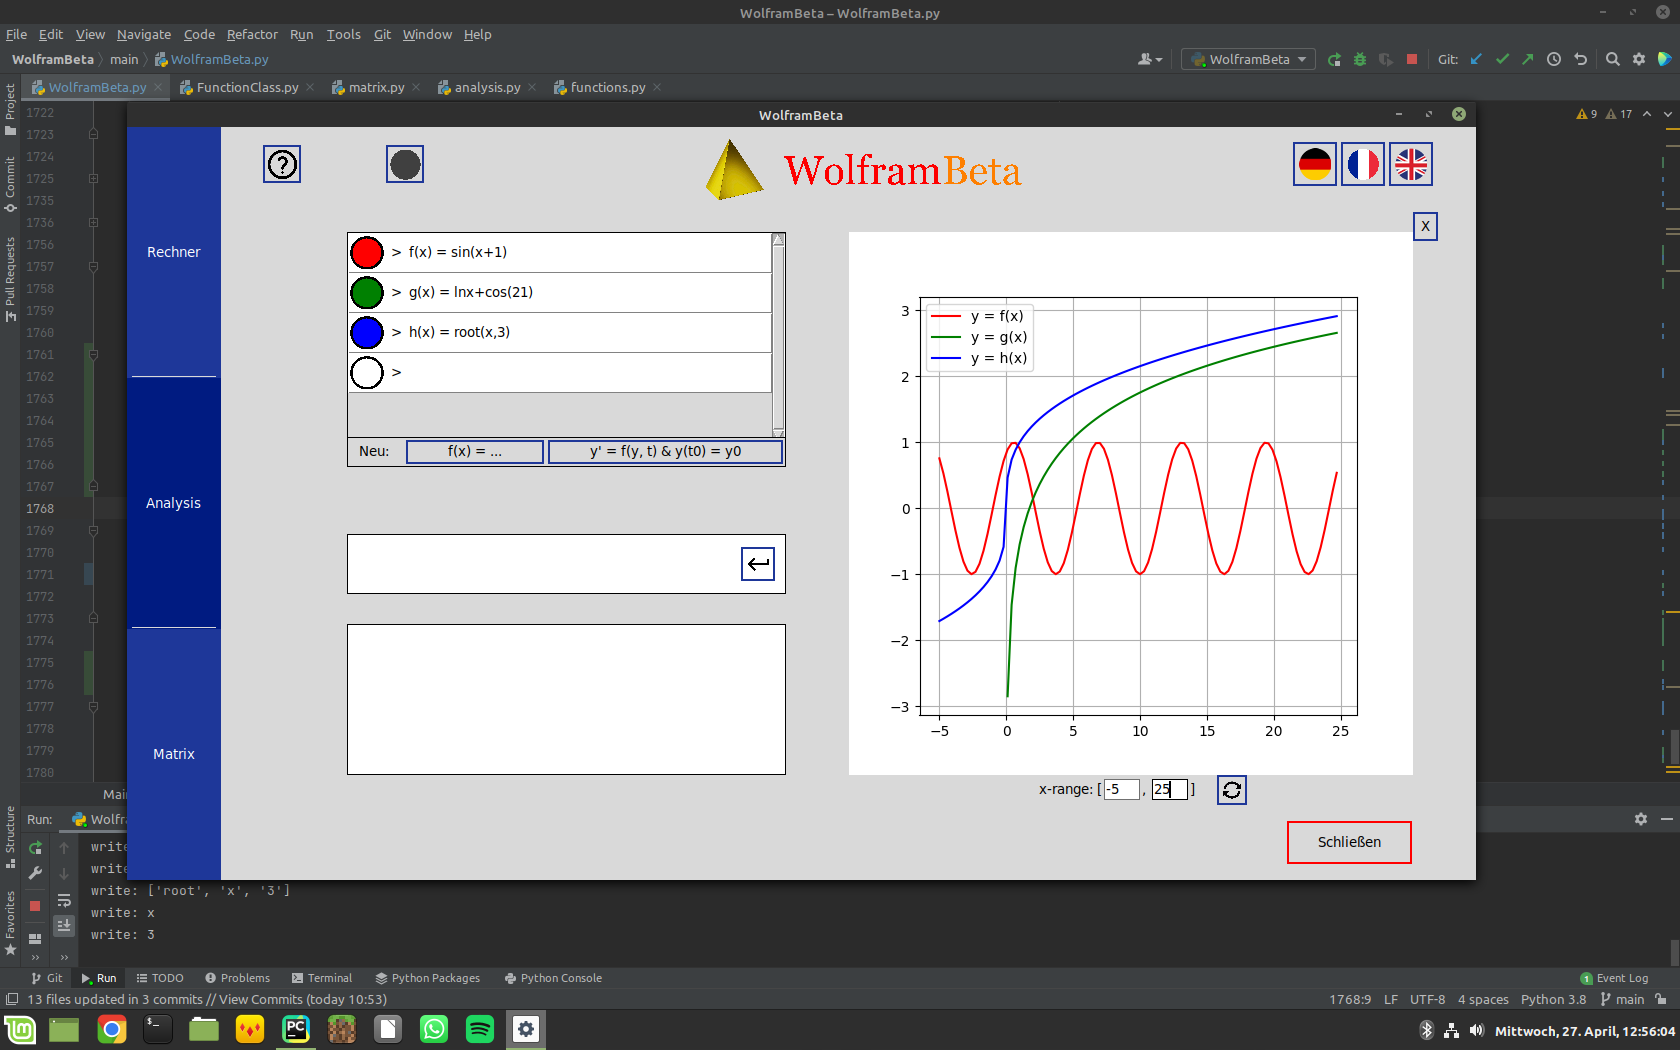 WolframBeta – WolframBeta.py
File Edit View Navigate Code Refactor Run Tools Git Window Help
WolframBeta main WolframBeta.py
WolframBeta Git:
WolframBeta.py FunctionClass.py matrix.py analysis.py functions.py
9 17
Project
Commit
Pull Requests
Structure
Favorites
1722
1723
1724
1725
1735
1736
1756
1757
1758
1759
1760
1761
1762
1763
1764
1765
1766
1767
1768
1769
1770
1771
1772
1773
1774
1775
1776
1777
1778
1779
1780
WolframBeta
Rechner
Analysis
Matrix
?
WolframBeta
X
> f(x) = sin(x+1)
> g(x) = lnx+cos(21)
> h(x) = root(x,3)
>
Neu: f(x) = ... y' = f(y, t) & y(t0) = y0
y = f(x)
y = g(x)
y = h(x)
3
2
1
0
−1
−2
−3
−5 0 5 10 15 20 25
x-range: [ -5 , 25 ]
Schließen
Mai
Run: Wolfr
write
write
write: ['root', 'x', '3']
write: x
write: 3
Git Run TODO Problems Terminal Python Packages Python Console 1 Event Log
13 files updated in 3 commits // View Commits (today 10:53) 1768:9 LF UTF-8 4 spaces Python 3.8 main
PC
Mittwoch, 27. April, 12:56:04